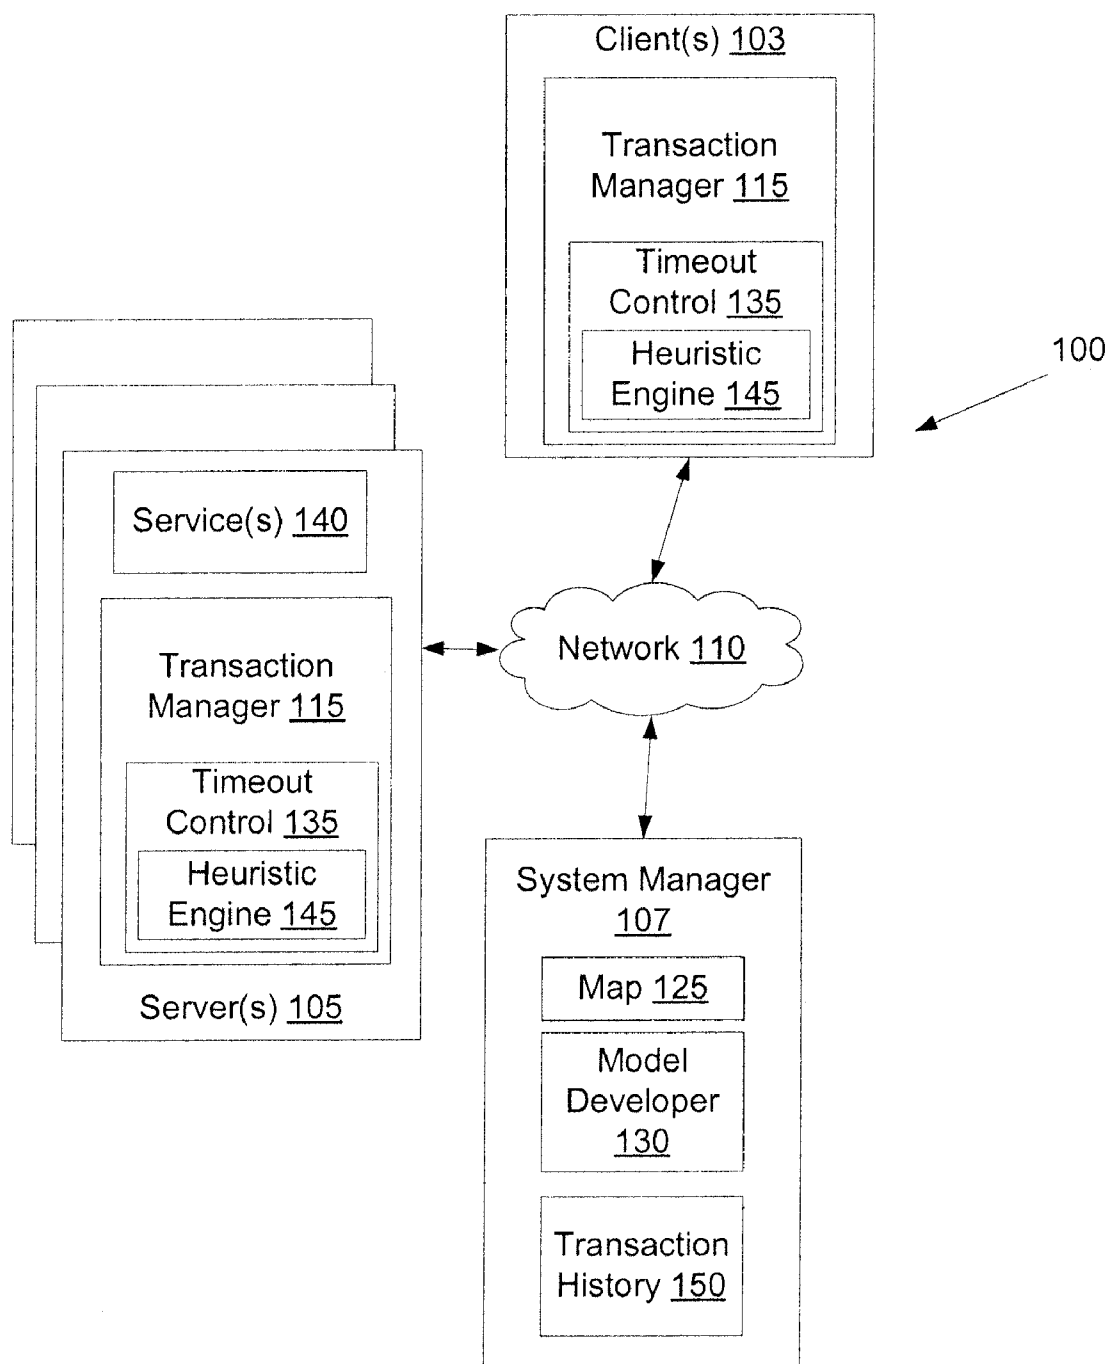 Client(s) 103
Transaction
Manager 115
Timeout
Control 135
Heuristic
Engine 145
100
Service(s) 140
Transaction
Manager 115
Timeout
Control 135
Heuristic
Engine 145
Server(s) 105
Network 110
System Manager
107
Map 125
Model
Developer
130
Transaction
History 150